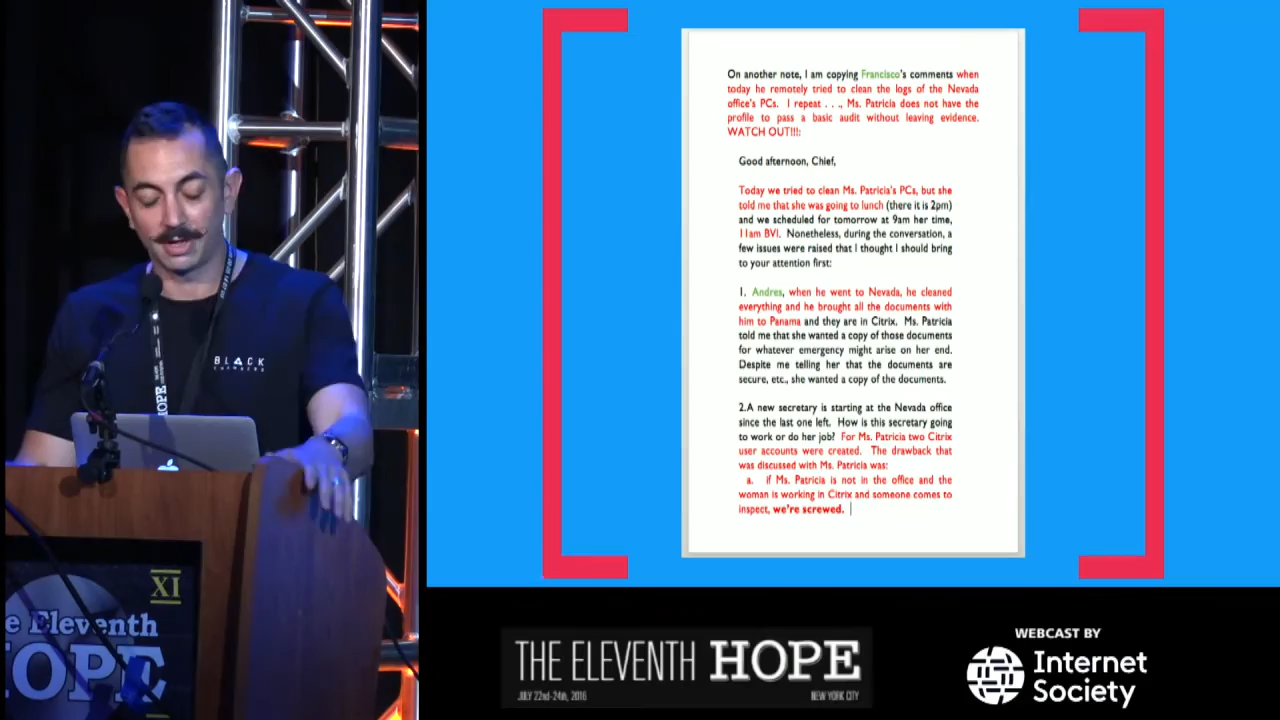 On another note, I am copying Francisco's comments when
today he remotely tried to clean the logs of the Nevada
office's PCs. I repeat . . ., Ms. Patricia does not have the
profile to pass a basic audit without leaving evidence.
WATCH OUT!!!:
Good afternoon, Chief,
Today we tried to clean Ms. Patricia's PCs, but she
told me that she was going to lunch (there it is 2pm)
and we scheduled for tomorrow at 9am her time,
11am BVI. Nonetheless, during the conversation, a
few issues were raised that I thought I should bring
to your attention first:
1. Andres, when he went to Nevada, he cleaned
everything and he brought all the documents with
him to Panama and they are in Citrix. Ms. Patricia
told me that she wanted a copy of those documents
for whatever emergency might arise on her end.
Despite me telling her that the documents are
secure, etc., she wanted a copy of the documents.
2.A new secretary is starting at the Nevada office
since the last one left. How is this secretary going
to work or do her job? For Ms. Patricia two Citrix
user accounts were created. The drawback that
was discussed with Ms. Patricia was:
a. if Ms. Patricia is not in the office and the
woman is working in Citrix and someone comes to
inspect, we're screwed.
BLACK
HOPE
XI
e Eleventh
HOPE
THE ELEVENTH HOPE
JULY 22nd-24th, 2016
NEW YORK CITY
WEBCAST BY
Internet
Society